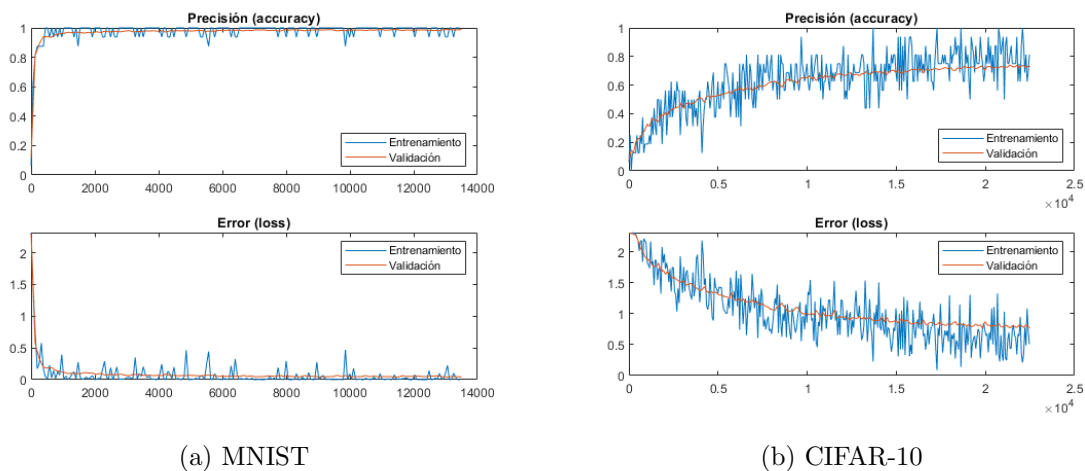 Precisión (accuracy)
1
0.8
0.6
0.4
0.2
0
Entrenamiento
Validación
0 2000 4000 6000 8000 10000 12000 14000
Error (loss)
2
1.5
1
0.5
0
Entrenamiento
Validación
0 2000 4000 6000 8000 10000 12000 14000
(a) MNIST
Precisión (accuracy)
1
0.8
0.6
0.4
0.2
0
Entrenamiento
Validación
0 0.5 1 1.5 2 2.5
×10⁴
Error (loss)
2
1.5
1
0.5
0
Entrenamiento
Validación
0 0.5 1 1.5 2 2.5
×10⁴
(b) CIFAR-10